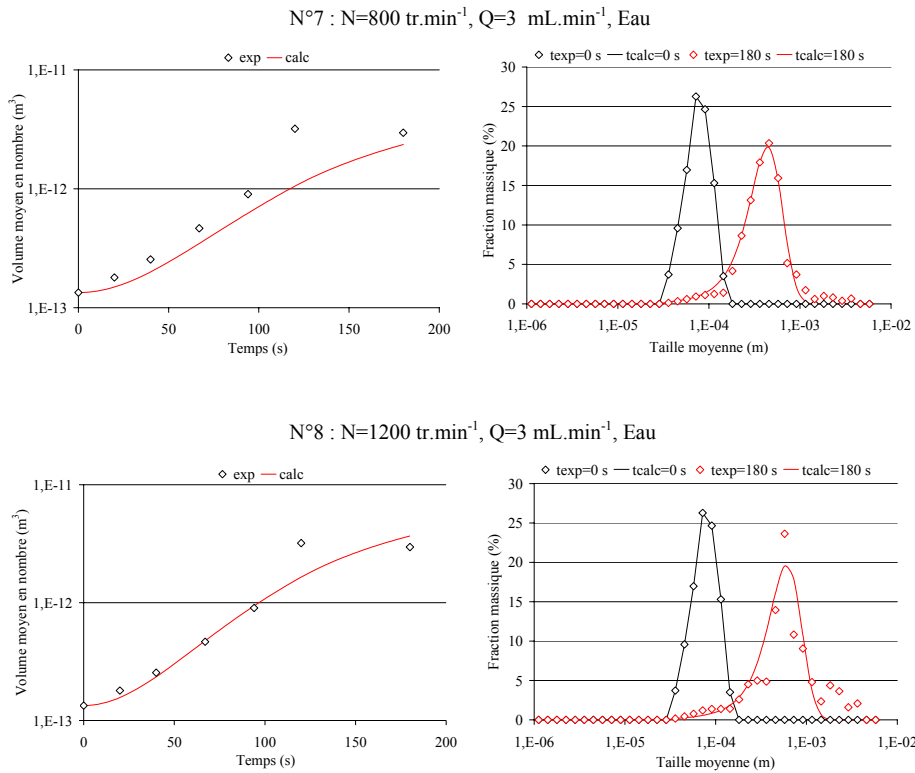 N°7 : N=800 tr.min-1, Q=3 mL.min-1, Eau
exp calc
1,E-11
1,E-12
1,E-13
0 50 100 150 200
Temps (s)
Volume moyen en nombre (m3)
texp=0 s tcalc=0 s texp=180 s tcalc=180 s
30
25
20
15
10
5
0
1,E-06 1,E-05 1,E-04 1,E-03 1,E-02
Taille moyenne (m)
Fraction massique (%)
N°8 : N=1200 tr.min-1, Q=3 mL.min-1, Eau
exp calc
1,E-11
1,E-12
1,E-13
0 50 100 150 200
Temps (s)
Volume moyen en nombre (m3)
texp=0 s tcalc=0 s texp=180 s tcalc=180 s
30
25
20
15
10
5
0
1,E-06 1,E-05 1,E-04 1,E-03 1,E-02
Taille moyenne (m)
Fraction massique (%)